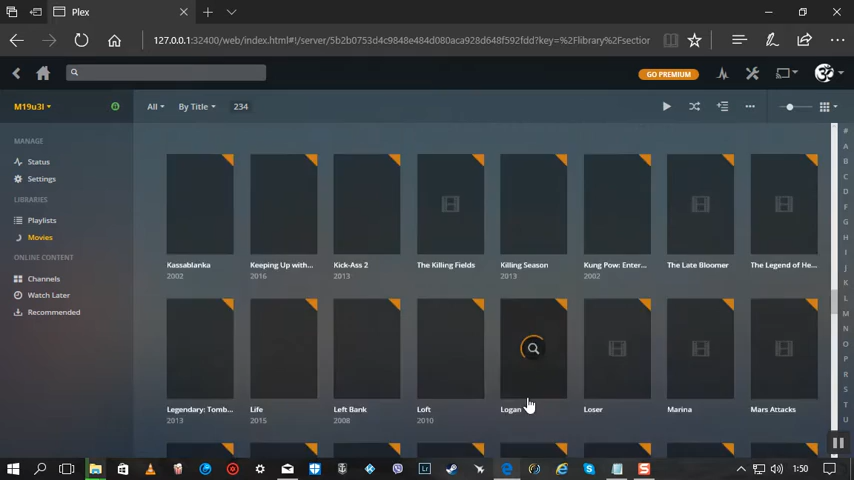 Plex
127.0.0.1:32400/web/index.html#!/server/5b2b0753d4c9848e484d080aca928d648f592fdd?key=%2Flibrary%2Fsection
GO PREMIUM
M19u3l
All
By Title
234
MANAGE
Status
Settings
LIBRARIES
Playlists
Movies
ONLINE CONTENT
Channels
Watch Later
Recommended
Kassablanka
2002
Keeping Up with...
2016
Kick-Ass 2
2013
The Killing Fields
Killing Season
2013
Kung Pow: Enter...
2002
The Late Bloomer
The Legend of He...
Legendary: Tomb...
2013
Life
2015
Left Bank
2008
Loft
2010
Logan
Loser
Marina
Mars Attacks
#
A
B
C
D
F
G
H
I
J
K
L
M
N
O
P
R
S
T
U
1:50